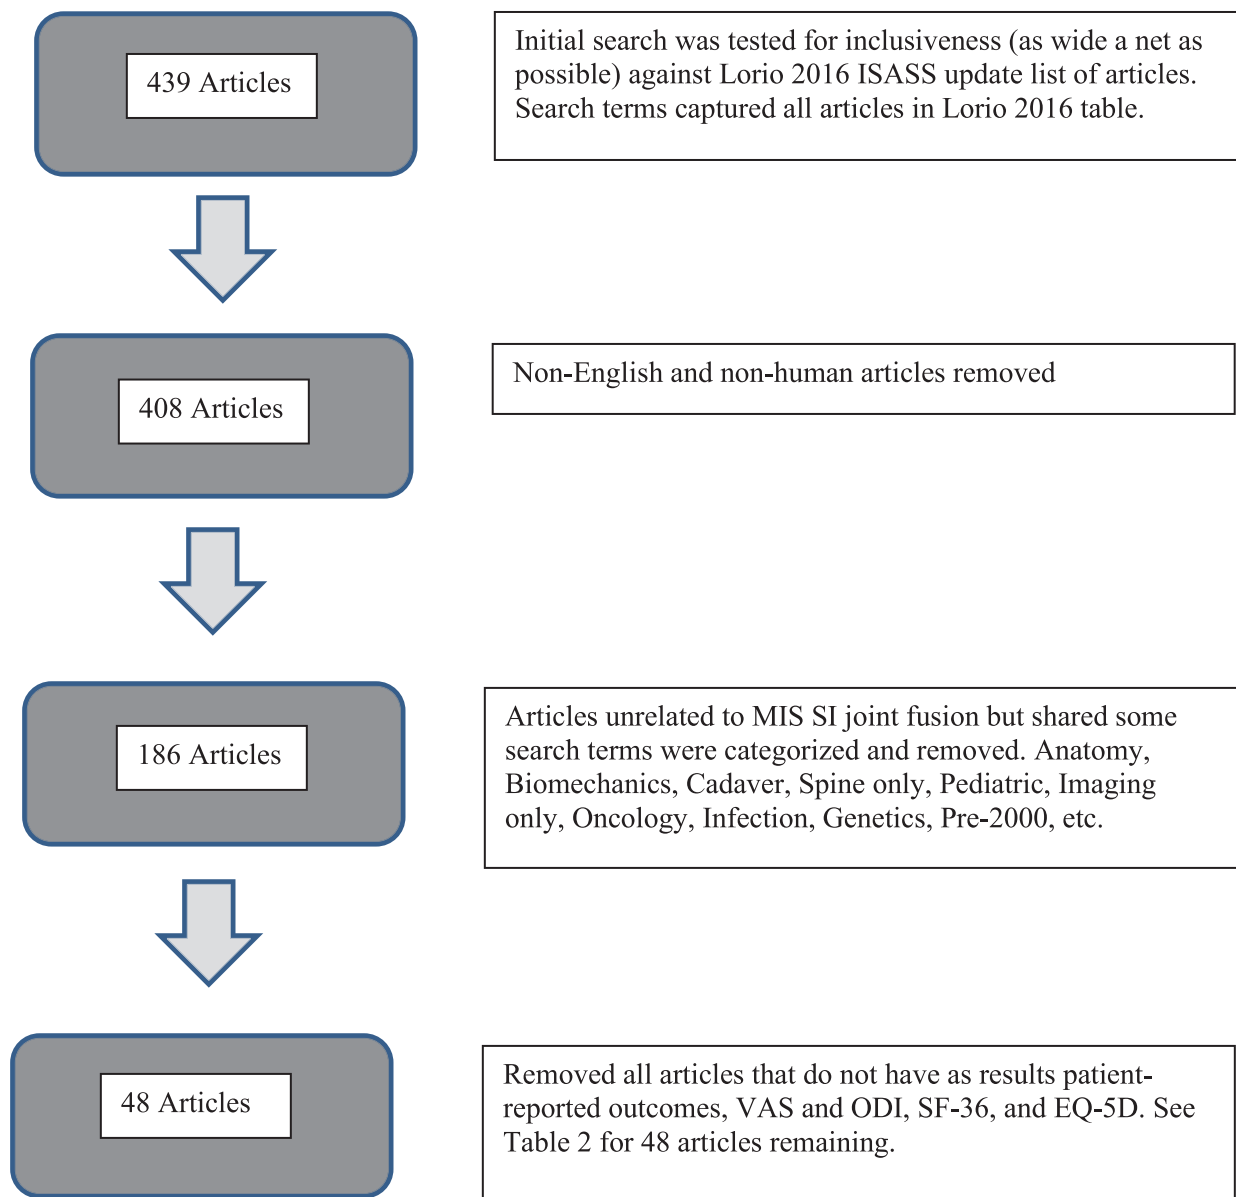 439 Articles
Initial search was tested for inclusiveness (as wide a net as
possible) against Lorio 2016 ISASS update list of articles.
Search terms captured all articles in Lorio 2016 table.
408 Articles
Non-English and non-human articles removed
186 Articles
Articles unrelated to MIS SI joint fusion but shared some
search terms were categorized and removed. Anatomy,
Biomechanics, Cadaver, Spine only, Pediatric, Imaging
only, Oncology, Infection, Genetics, Pre-2000, etc.
48 Articles
Removed all articles that do not have as results patient-
reported outcomes, VAS and ODI, SF-36, and EQ-5D. See
Table 2 for 48 articles remaining.